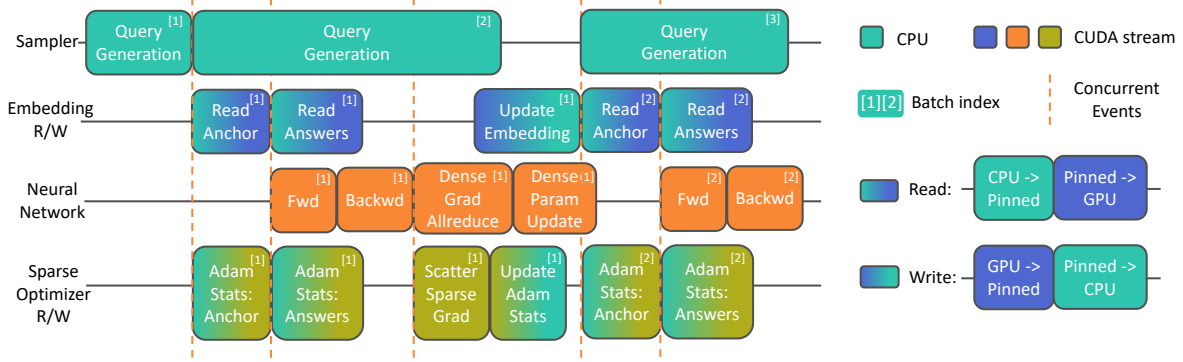 Sampler
Query [1]
Generation
Query [2]
Generation
Query [3]
Generation
Embedding
R/W
Read [1]
Anchor
Read [1]
Answers
Update [1]
Embedding
Read [2]
Anchor
Read [2]
Answers
Neural
Network
Fwd [1]
Backwd [1]
Dense [1]
Grad
Allreduce
Dense [1]
Param
Update
Fwd [2]
Backwd [2]
Sparse
Optimizer
R/W
Adam [1]
Stats:
Anchor
Adam [1]
Stats:
Answers
Scatter [1]
Sparse
Grad
Update [1]
Adam
Stats
Adam [2]
Stats:
Anchor
Adam [2]
Stats:
Answers
CPU
CUDA stream
[1][2] Batch index
Concurrent
Events
Read:
CPU ->
Pinned
Pinned ->
GPU
Write:
GPU ->
Pinned
Pinned ->
CPU